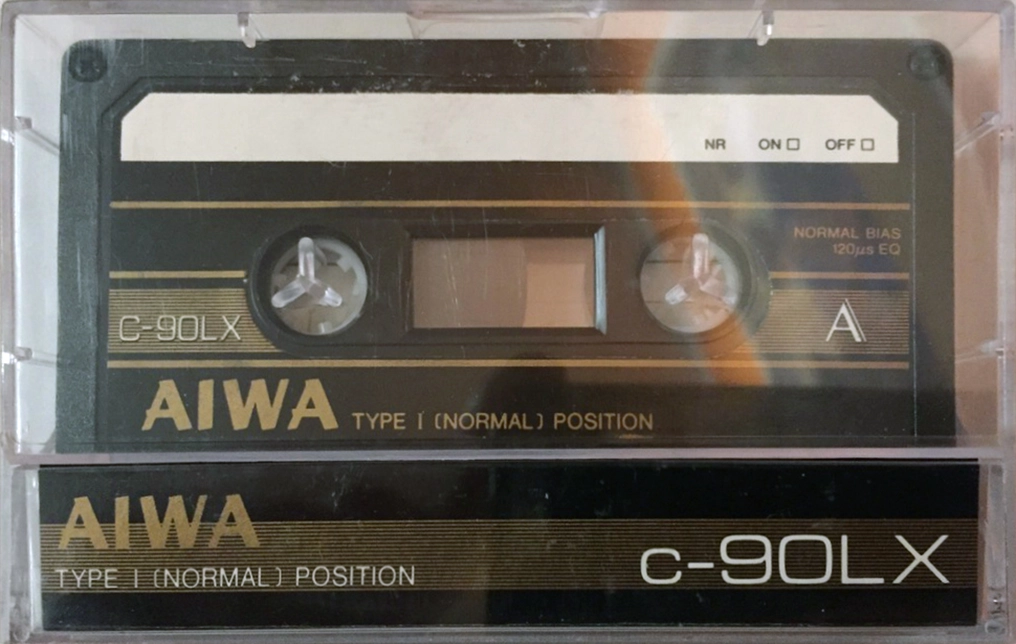 NR ON OFF
NORMAL BIAS
120µs EQ
C-90LX
A
AIWA TYPE I (NORMAL) POSITION
AIWA
TYPE I (NORMAL) POSITION
c-90LX